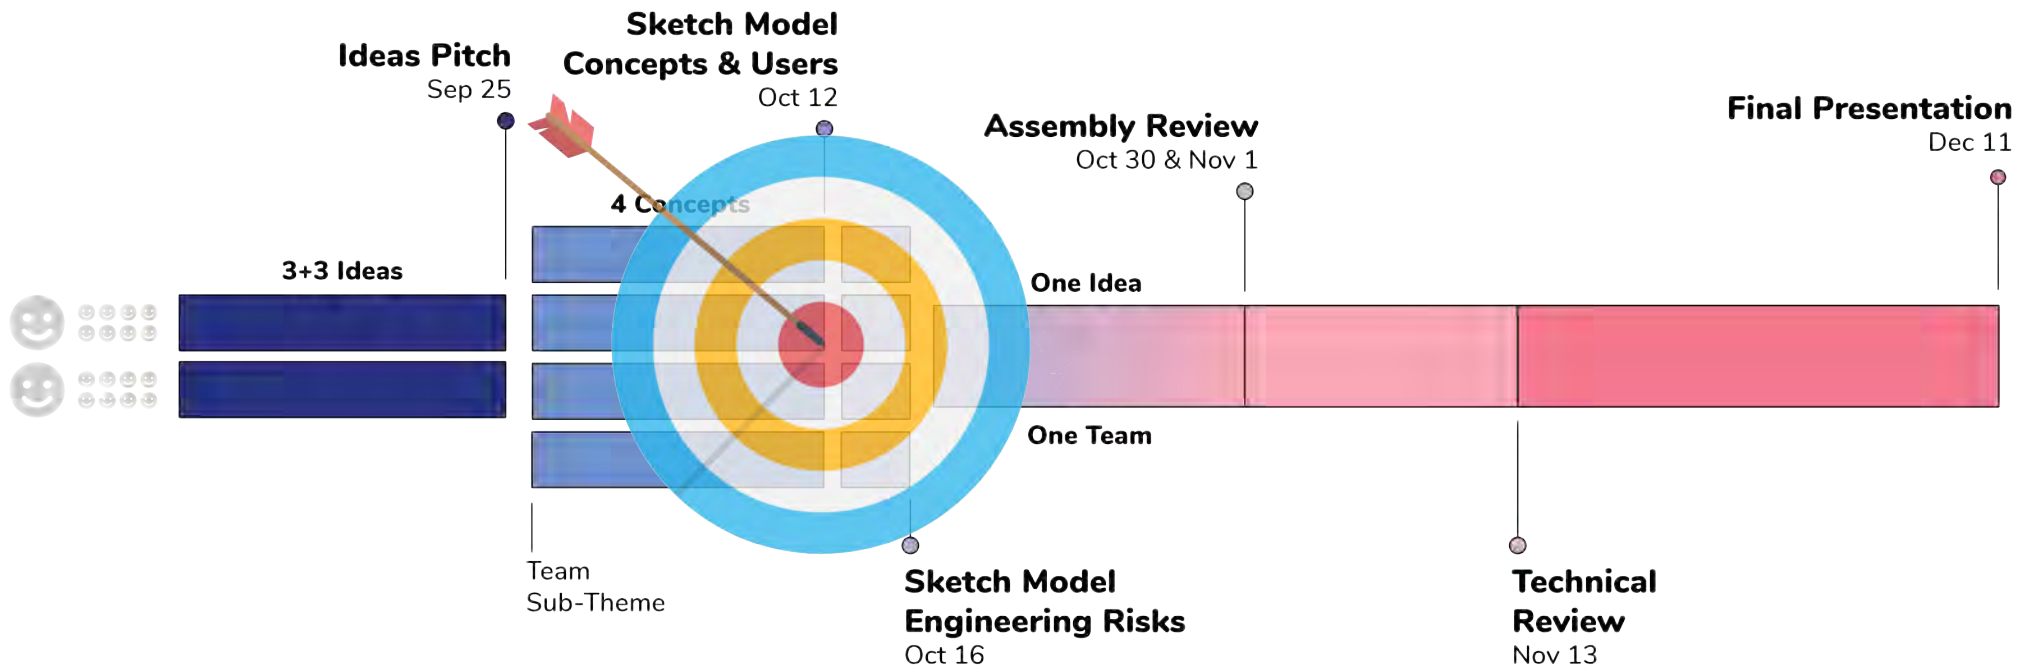 Ideas Pitch
Sep 25
Sketch Model
Concepts & Users
Oct 12
Assembly Review
Oct 30 & Nov 1
Final Presentation
Dec 11
3+3 Ideas
4 Concepts
One Idea
One Team
Team
Sub-Theme
Sketch Model
Engineering Risks
Oct 16
Technical
Review
Nov 13